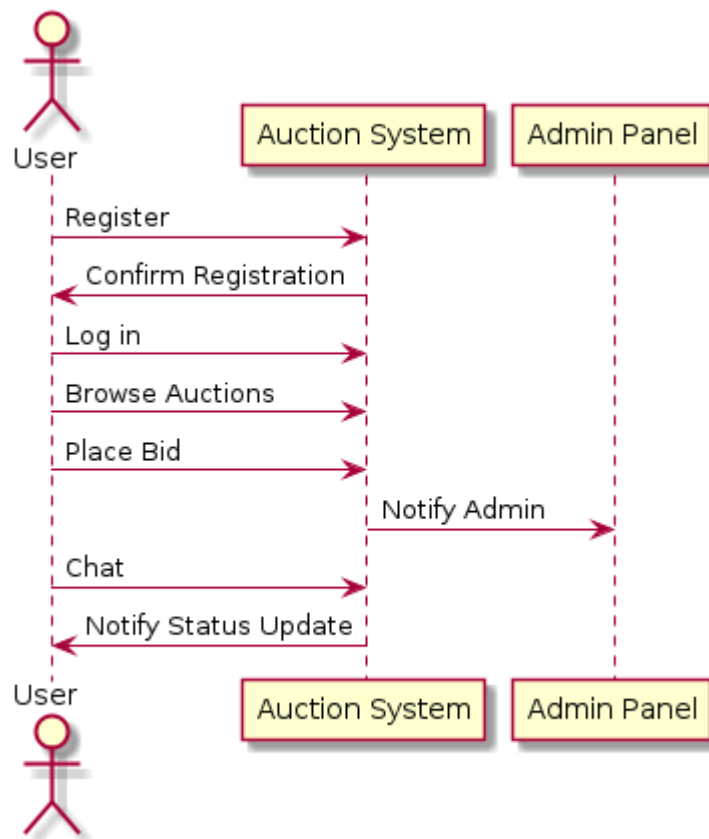 User
Auction System
Admin Panel
Register
Confirm Registration
Log in
Browse Auctions
Place Bid
Notify Admin
Chat
Notify Status Update
User
Auction System
Admin Panel